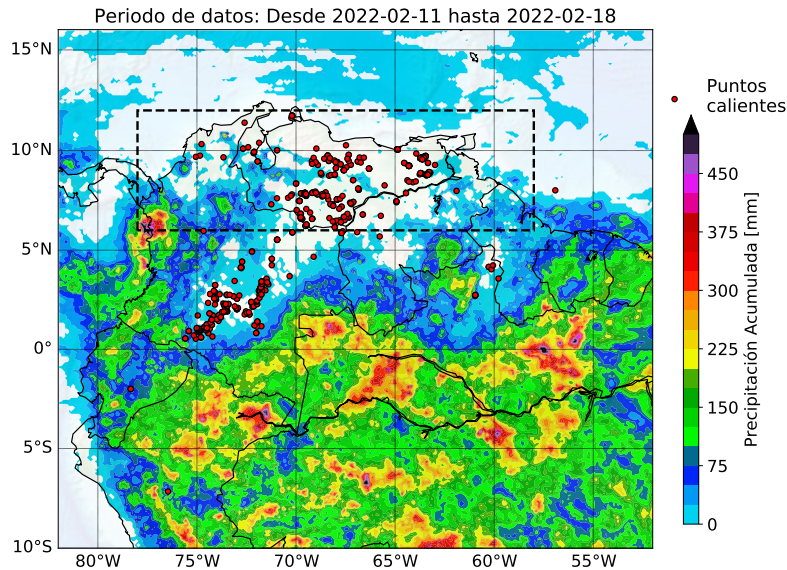 Periodo de datos: Desde 2022-02-11 hasta 2022-02-18
15°N
10°N
5°N
0°
5°S
10°S
80°W
75°W
70°W
65°W
60°W
55°W
Puntos
calientes
450
375
300
225
150
75
0
Precipitación Acumulada [mm]